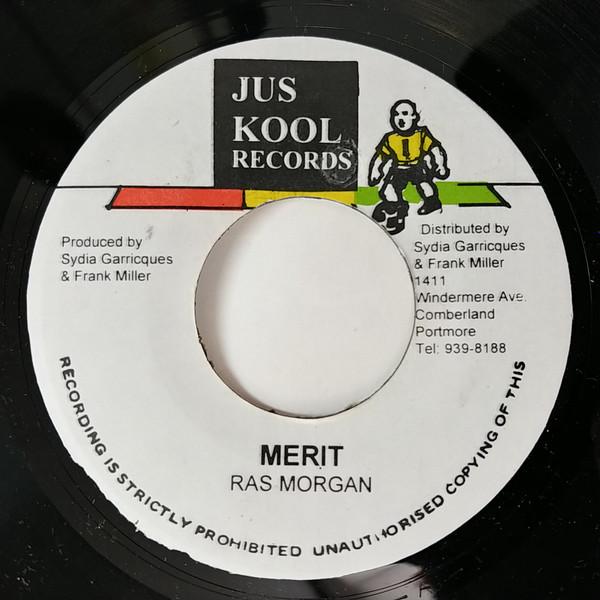 JUS
KOOL
RECORDS
1
Produced by
Sydia Garricques
& Frank Miller
Distributed by
Sydia Garricques
& Frank Miller
1411
Windermere Ave.
Comberland
Portmore
Tel: 939-8188
MERIT
RAS MORGAN
RECORDING IS STRICTLY PROHIBITED UNAUTHORISED COPYING OF THIS